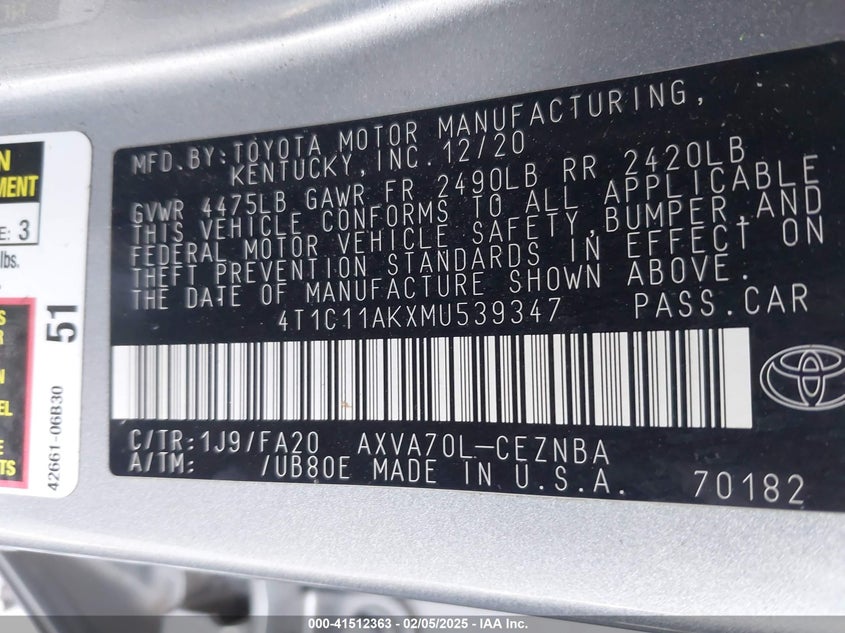 MFD.BY: TOYOTA MOTOR MANUFACTURING,
KENTUCKY, INC. 12/20
GVWR 4475LB GAWR FR 2490LB RR 2420LB
THIS VEHICLE CONFORMS TO ALL APPLICABLE
FEDERAL MOTOR VEHICLE SAFETY, BUMPER, AND
THEFT PREVENTION STANDARDS IN EFFECT ON
THE DATE OF MANUFACTURE SHOWN ABOVE.
4T1C11AKXMU539347 PASS.CAR
C/TR: 1J9/FA20 AXVA70L-CEZNBA
A/TM: /UB80E MADE IN U.S.A. 70182
E: 3
lbs.
51
42661-06B30
000-41512363 — 02/05/2025 — IAA Inc.